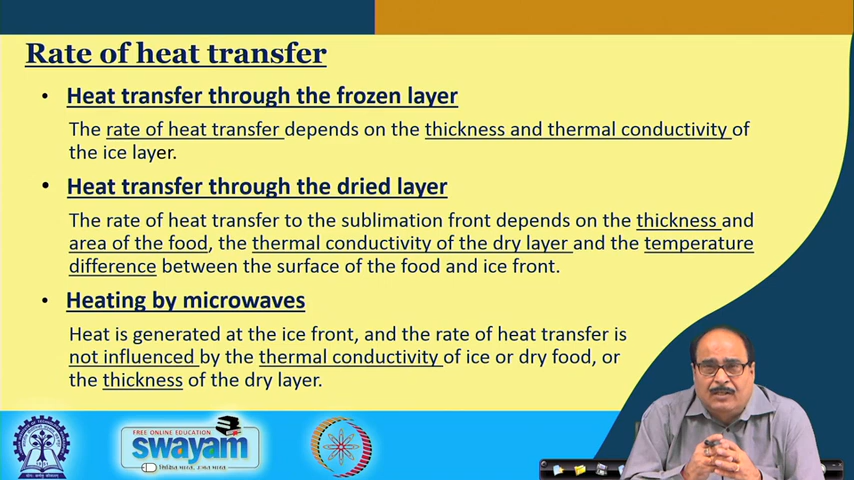 Rate of heat transfer
• Heat transfer through the frozen layer
The rate of heat transfer depends on the thickness and thermal conductivity of
the ice layer.
• Heat transfer through the dried layer
The rate of heat transfer to the sublimation front depends on the thickness and
area of the food, the thermal conductivity of the dry layer and the temperature
difference between the surface of the food and ice front.
• Heating by microwaves
Heat is generated at the ice front, and the rate of heat transfer is
not influenced by the thermal conductivity of ice or dry food, or
the thickness of the dry layer.
FREE ONLINE EDUCATION
swayam